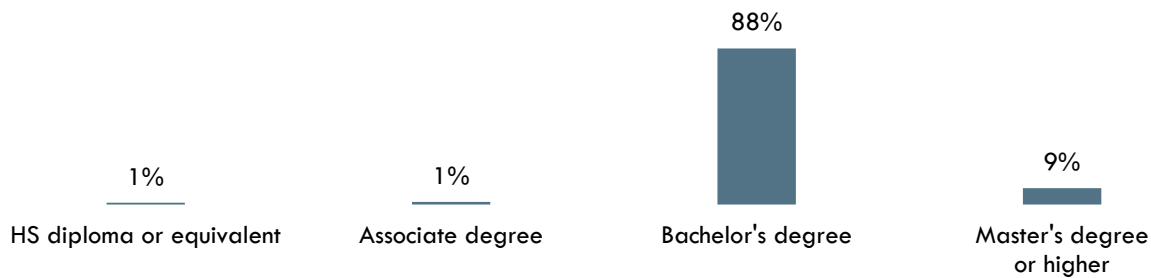 88%
1%
1%
9%
HS diploma or equivalent
Associate degree
Bachelor's degree
Master's degree
or higher